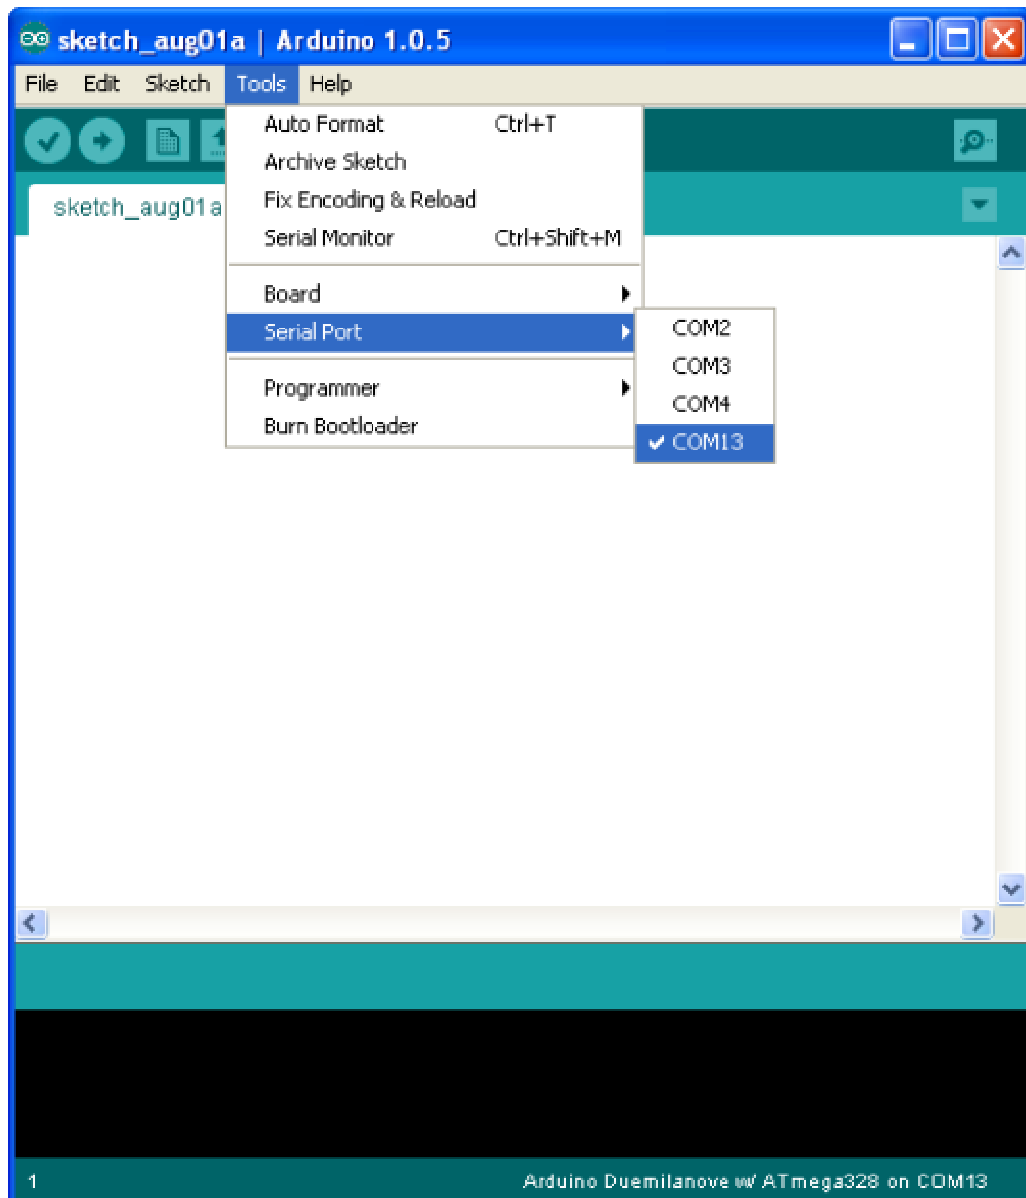 sketch_aug01a | Arduino 1.0.5
File Edit Sketch Tools Help
Auto Format Ctrl+T
Archive Sketch
sketch_aug01a
Fix Encoding & Reload
Serial Monitor Ctrl+Shift+M
Board
Serial Port
COM2
COM3
COM4
COM13
Programmer
Burn Bootloader
1 Arduino Duemilanove w/ ATmega328 on COM13